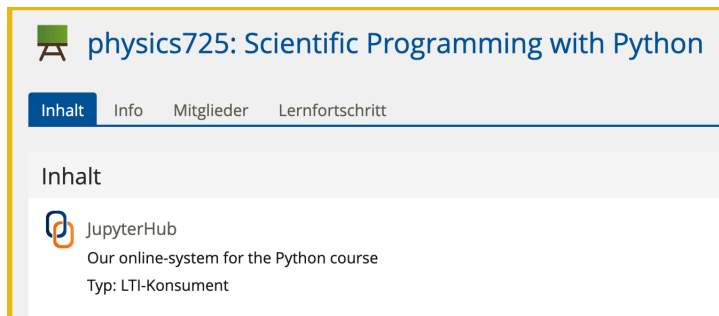 physics725: Scientific Programming with Python
Inhalt Info Mitglieder Lernfortschritt
Inhalt
JupyterHub
Our online-system for the Python course
Typ: LTI-Konsument